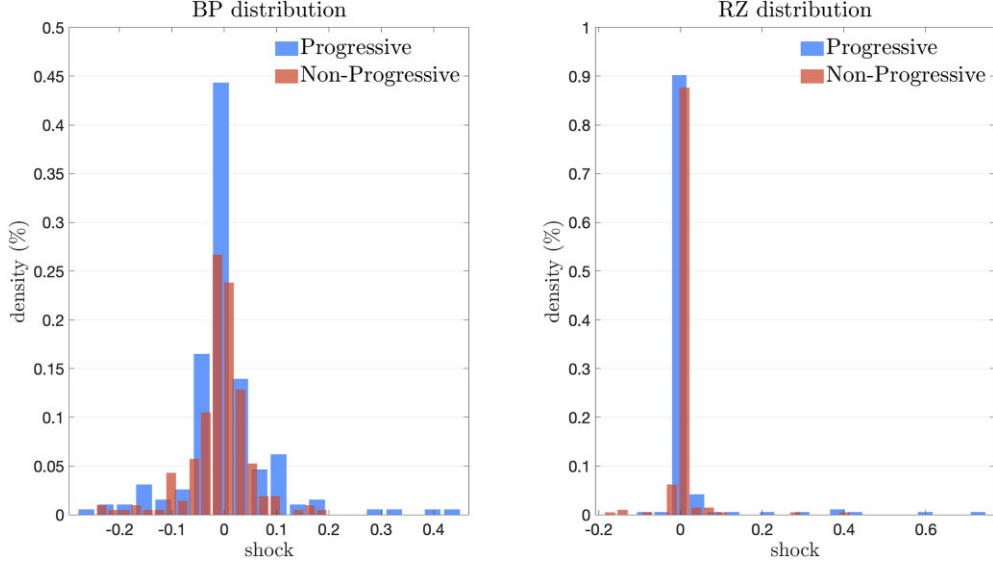 BP distribution
0.5
0.45
0.4
0.35
0.3
0.25
0.2
0.15
0.1
0.05
0
density (%)
Progressive
Non-Progressive
-0.2 -0.1 0 0.1 0.2 0.3 0.4
shock
RZ distribution
1
0.9
0.8
0.7
0.6
0.5
0.4
0.3
0.2
0.1
0
density (%)
Progressive
Non-Progressive
-0.2 0 0.2 0.4 0.6
shock